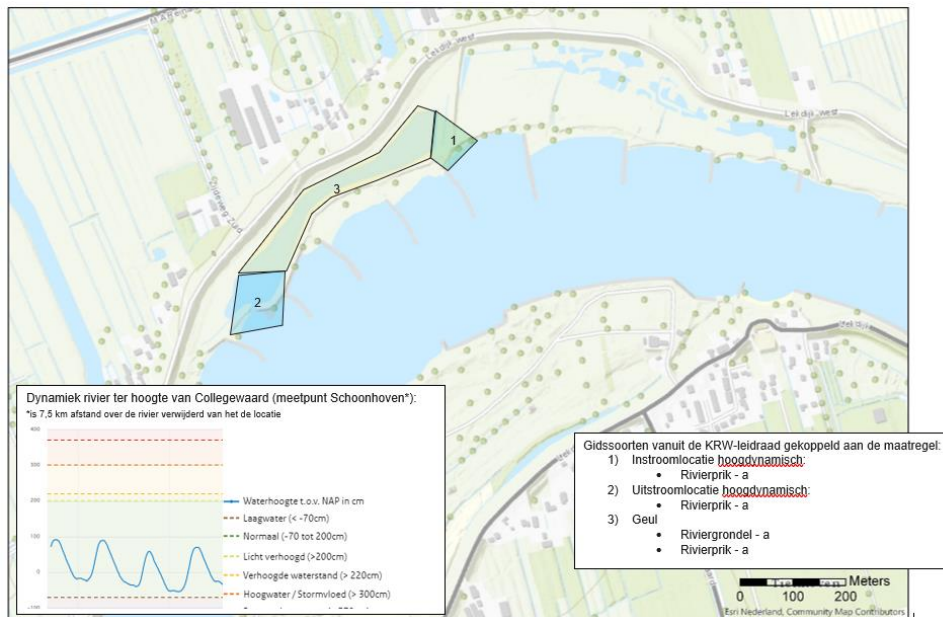 Lekdijk West
1
Lekdijk-West
3
Zijdeweg Zuid
2
Dynamiek rivier ter hoogte van Collegewaard (meetpunt Schoonhoven*):
*is 7,5 km afstand over de rivier verwijderd van het de locatie
400
300
200
100
0
-100
Waterhoogte t.o.v. NAP in cm
Laagwater (< -70cm)
Normaal (-70 tot 200cm)
Licht verhoogd (>200cm)
Verhoogde waterstand (> 220cm)
Hoogwater / Stormvloed (> 300cm)
Gidssoorten vanuit de KRW-leidraad gekoppeld aan de maatregel:
1) Instroomlocatie hoogdynamisch:
• Rivierprik - a
2) Uitstroomlocatie hoogdynamisch:
• Rivierprik - a
3) Geul
• Riviergrondel - a
• Rivierprik - a
Meters
0 100 200
Esri Nederland, Community Map Contributors